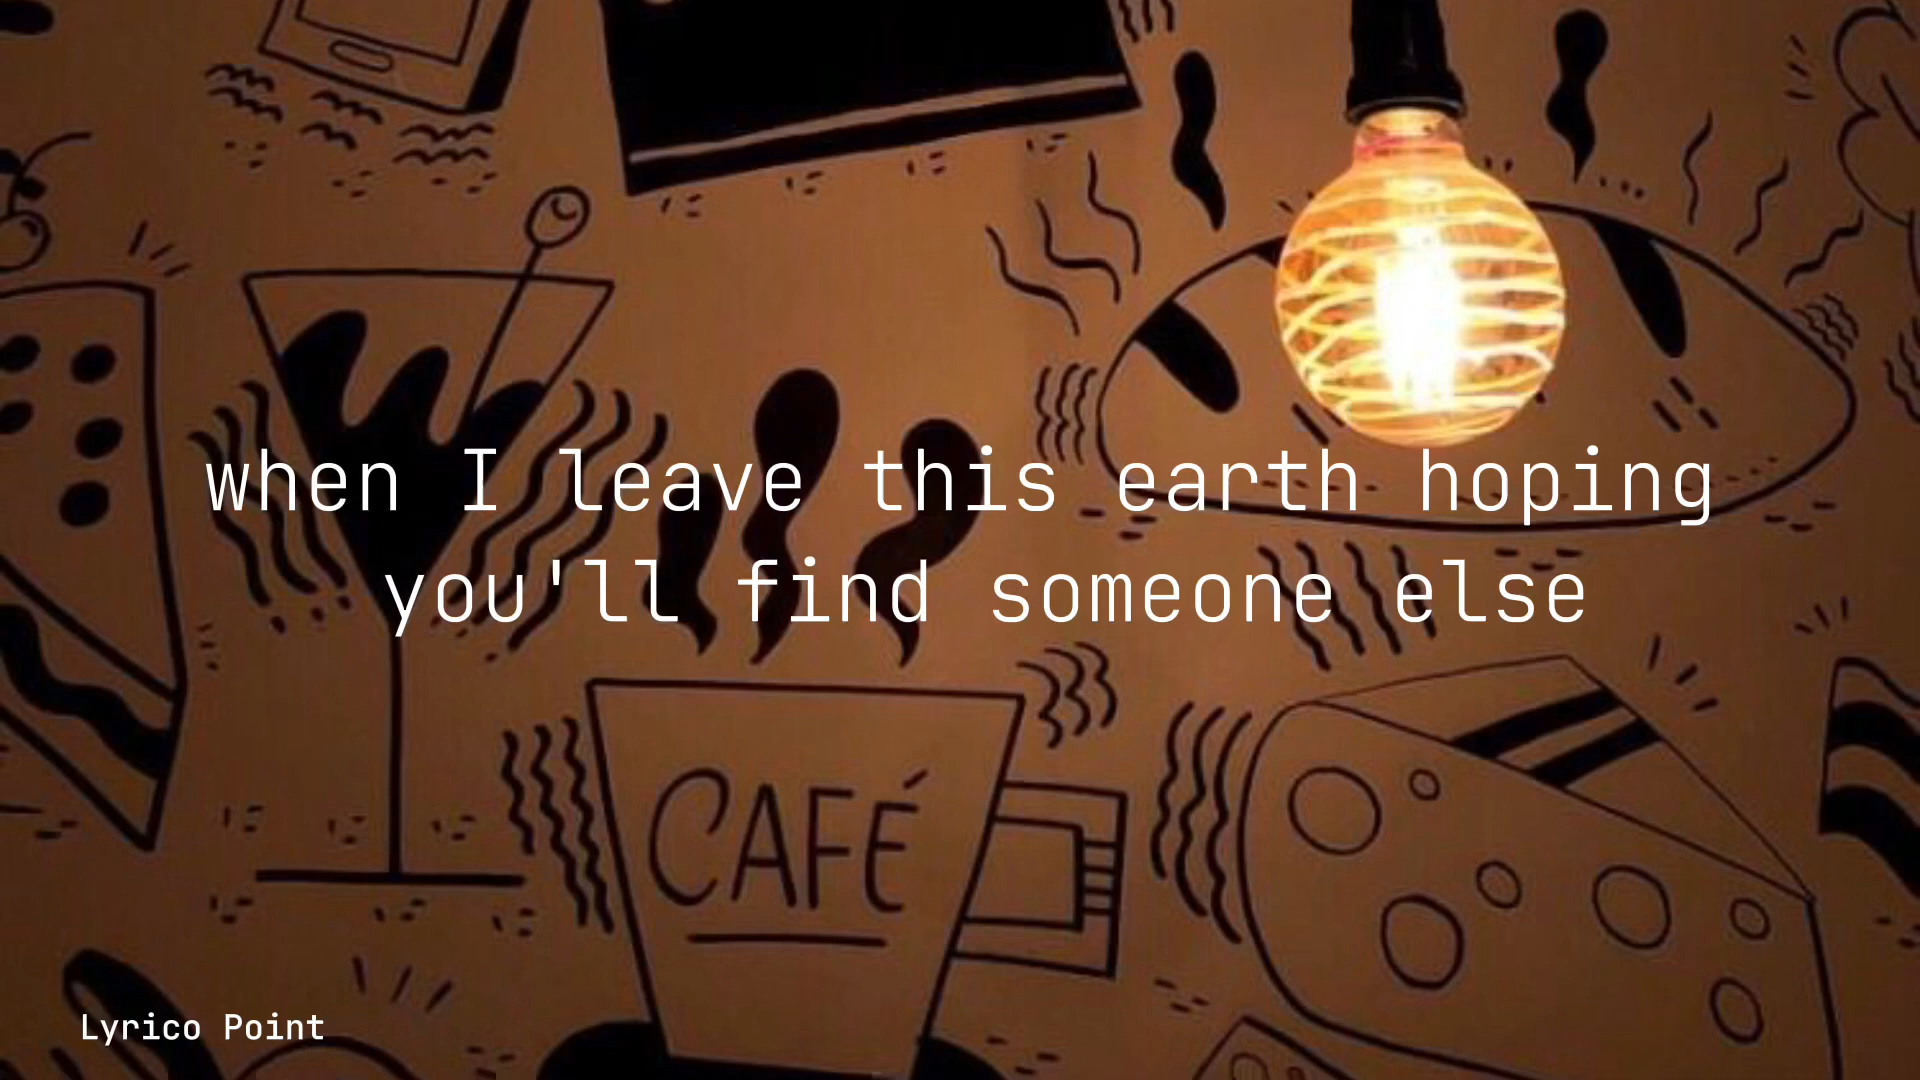 when I leave this earth hoping
you'll find someone else
CAFÉ
Lyrico Point